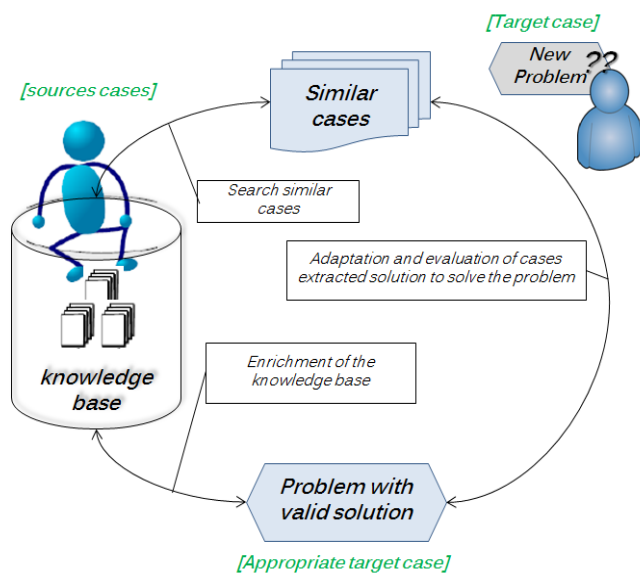 [Target case]
New
Problem
??
[sources cases]
Similar
cases
Search similar
cases
Adaptation and evaluation of cases
extracted solution to solve the problem
Enrichment of the
knowledge base
knowledge
base
Problem with
valid solution
[Appropriate target case]